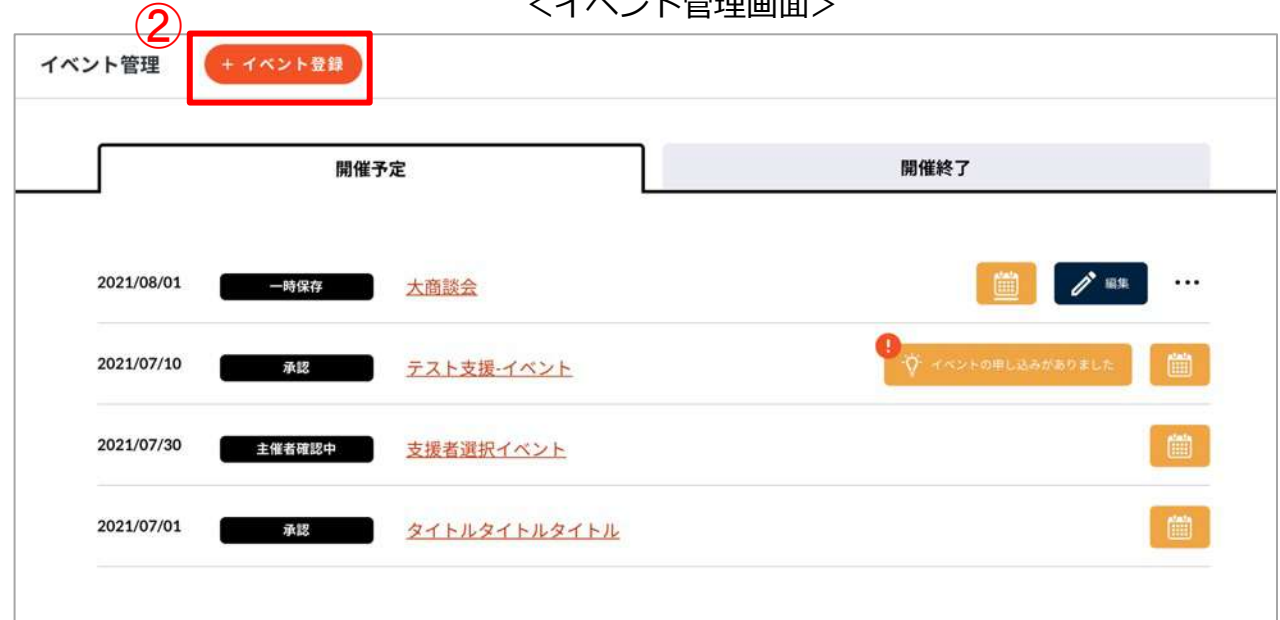 ＜イベント管理画面＞
②
イベント管理
+ イベント登録
開催予定
開催終了
2021/08/01 一時保存 大商談会 編集 •••
2021/07/10 承認 テスト支援-イベント ! イベントの申し込みがありました
2021/07/30 主催者確認中 支援者選択イベント
2021/07/01 承認 タイトルタイトルタイトル